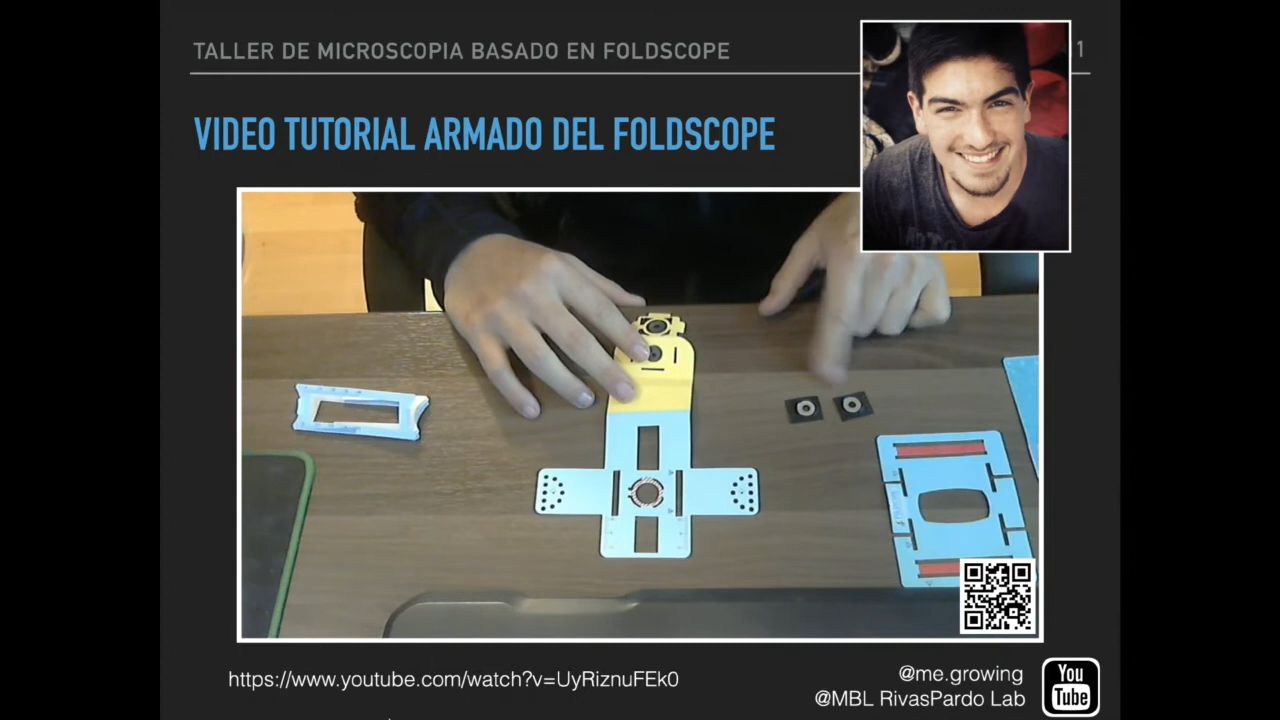 TALLER DE MICROSCOPIA BASADO EN FOLDSCOPE
1
VIDEO TUTORIAL ARMADO DEL FOLDSCOPE
https://www.youtube.com/watch?v=UyRiznuFEk0
@me.growing
@MBL RivasPardo Lab
You
Tube